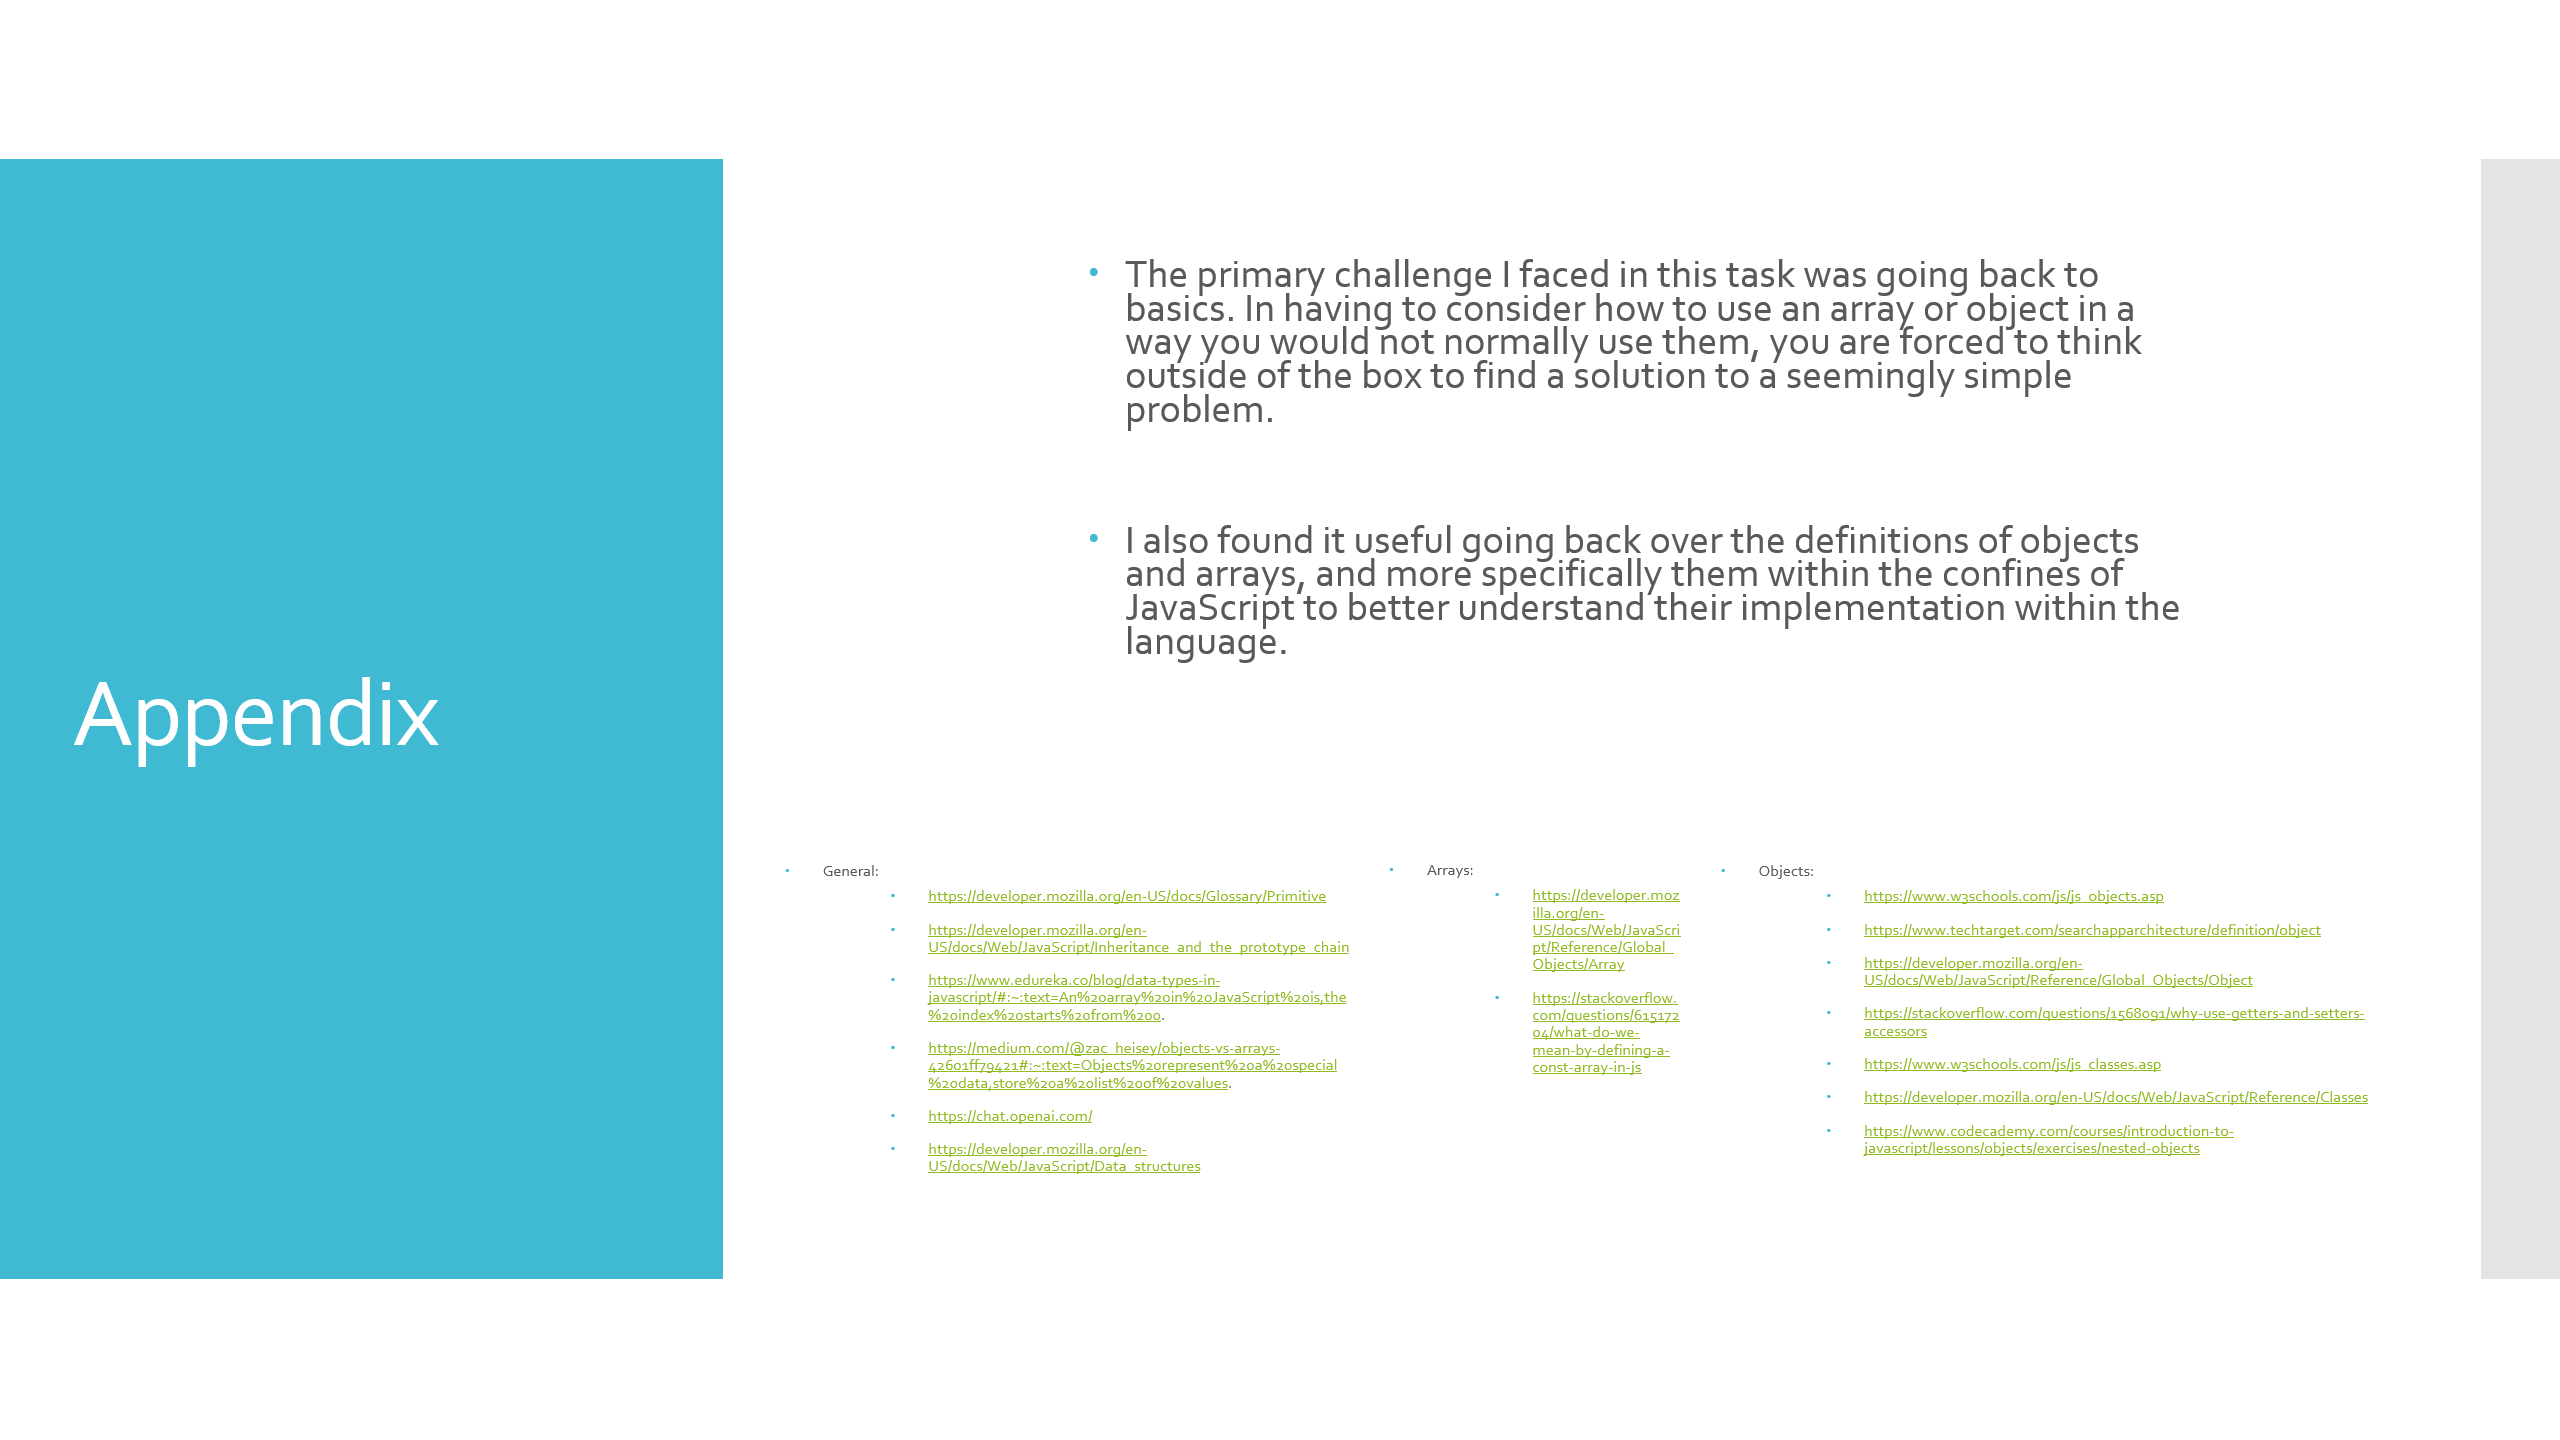 Appendix
• The primary challenge I faced in this task was going back to
basics. In having to consider how to use an array or object in a
way you would not normally use them, you are forced to think
outside of the box to find a solution to a seemingly simple
problem.
• I also found it useful going back over the definitions of objects
and arrays, and more specifically them within the confines of
JavaScript to better understand their implementation within the
language.
• General:
• https://developer.mozilla.org/en-US/docs/Glossary/Primitive
• https://developer.mozilla.org/en-
US/docs/Web/JavaScript/Inheritance_and_the_prototype_chain
• https://www.edureka.co/blog/data-types-in-
javascript/#:~:text=An%20array%20in%20JavaScript%20is,the
%20index%20starts%20from%200.
• https://medium.com/@zac_heisey/objects-vs-arrays-
42601ff79421#:~:text=Objects%20represent%20a%20special
%20data,store%20a%20list%20of%20values.
• https://chat.openai.com/
• https://developer.mozilla.org/en-
US/docs/Web/JavaScript/Data_structures
• Arrays:
• https://developer.moz
illa.org/en-
US/docs/Web/JavaScri
pt/Reference/Global_
Objects/Array
• https://stackoverflow.
com/questions/615172
04/what-do-we-
mean-by-defining-a-
const-array-in-js
• Objects:
• https://www.w3schools.com/js/js_objects.asp
• https://www.techtarget.com/searchapparchitecture/definition/object
• https://developer.mozilla.org/en-
US/docs/Web/JavaScript/Reference/Global_Objects/Object
• https://stackoverflow.com/questions/1568091/why-use-getters-and-setters-
accessors
• https://www.w3schools.com/js/js_classes.asp
• https://developer.mozilla.org/en-US/docs/Web/JavaScript/Reference/Classes
• https://www.codecademy.com/courses/introduction-to-
javascript/lessons/objects/exercises/nested-objects